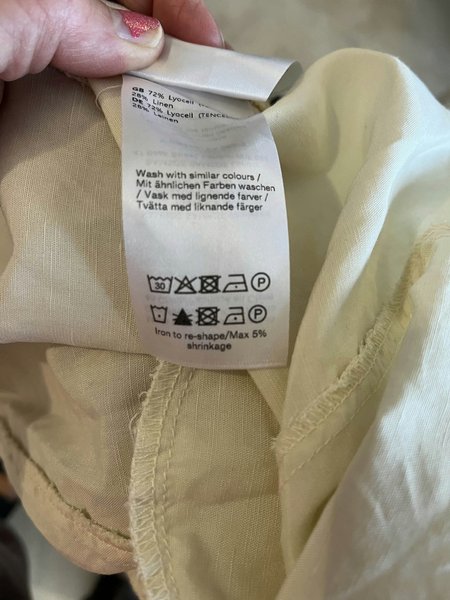 GB 72% Lyocell (
28% Linen
DE 72% Lyocell (TENCE
28% Leinen
Wash with similar colours /
Mit ähnlichen Farben waschen
/ Vask med lignende farver /
Tvätta med liknande färger
30 P
P
Iron to re-shape/Max 5%
shrinkage